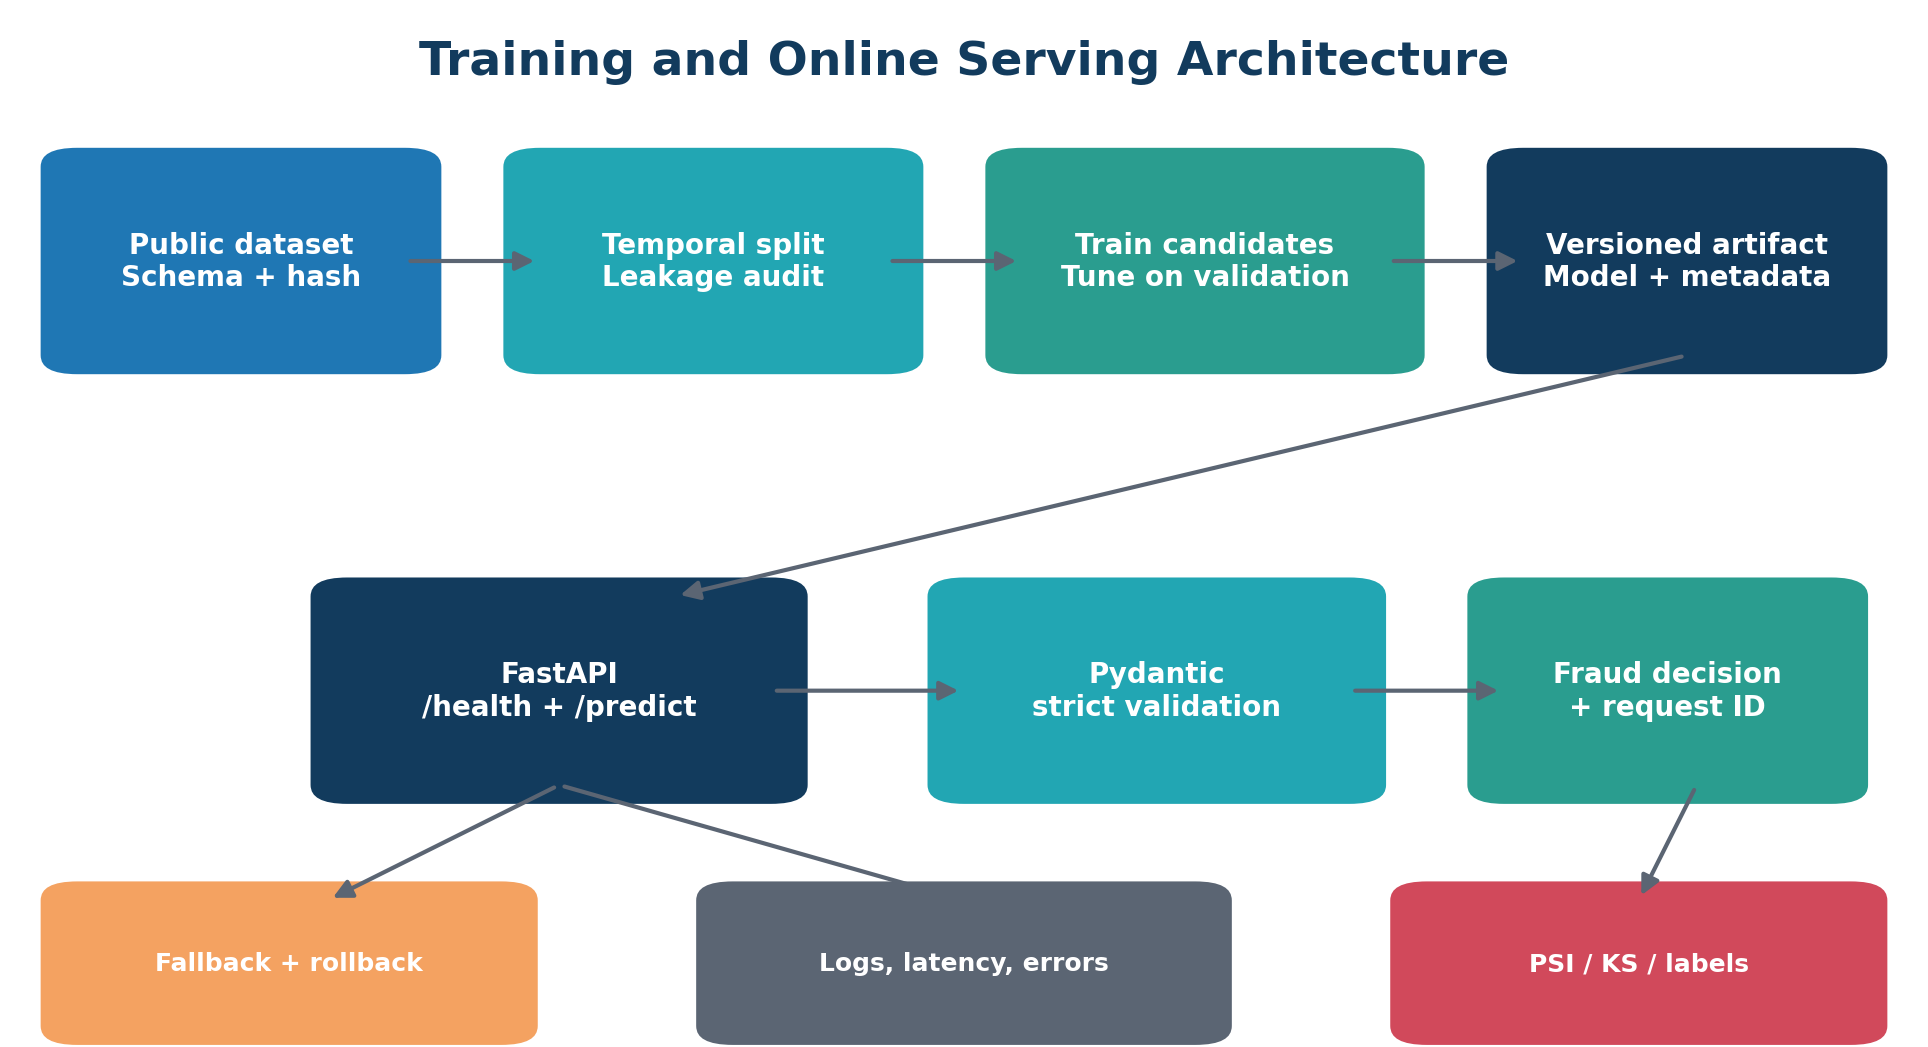 Training and Online Serving Architecture
Public dataset
Schema + hash
Temporal split
Leakage audit
Train candidates
Tune on validation
Versioned artifact
Model + metadata
FastAPI
/health + /predict
Pydantic
strict validation
Fraud decision
+ request ID
Fallback + rollback
Logs, latency, errors
PSI / KS / labels